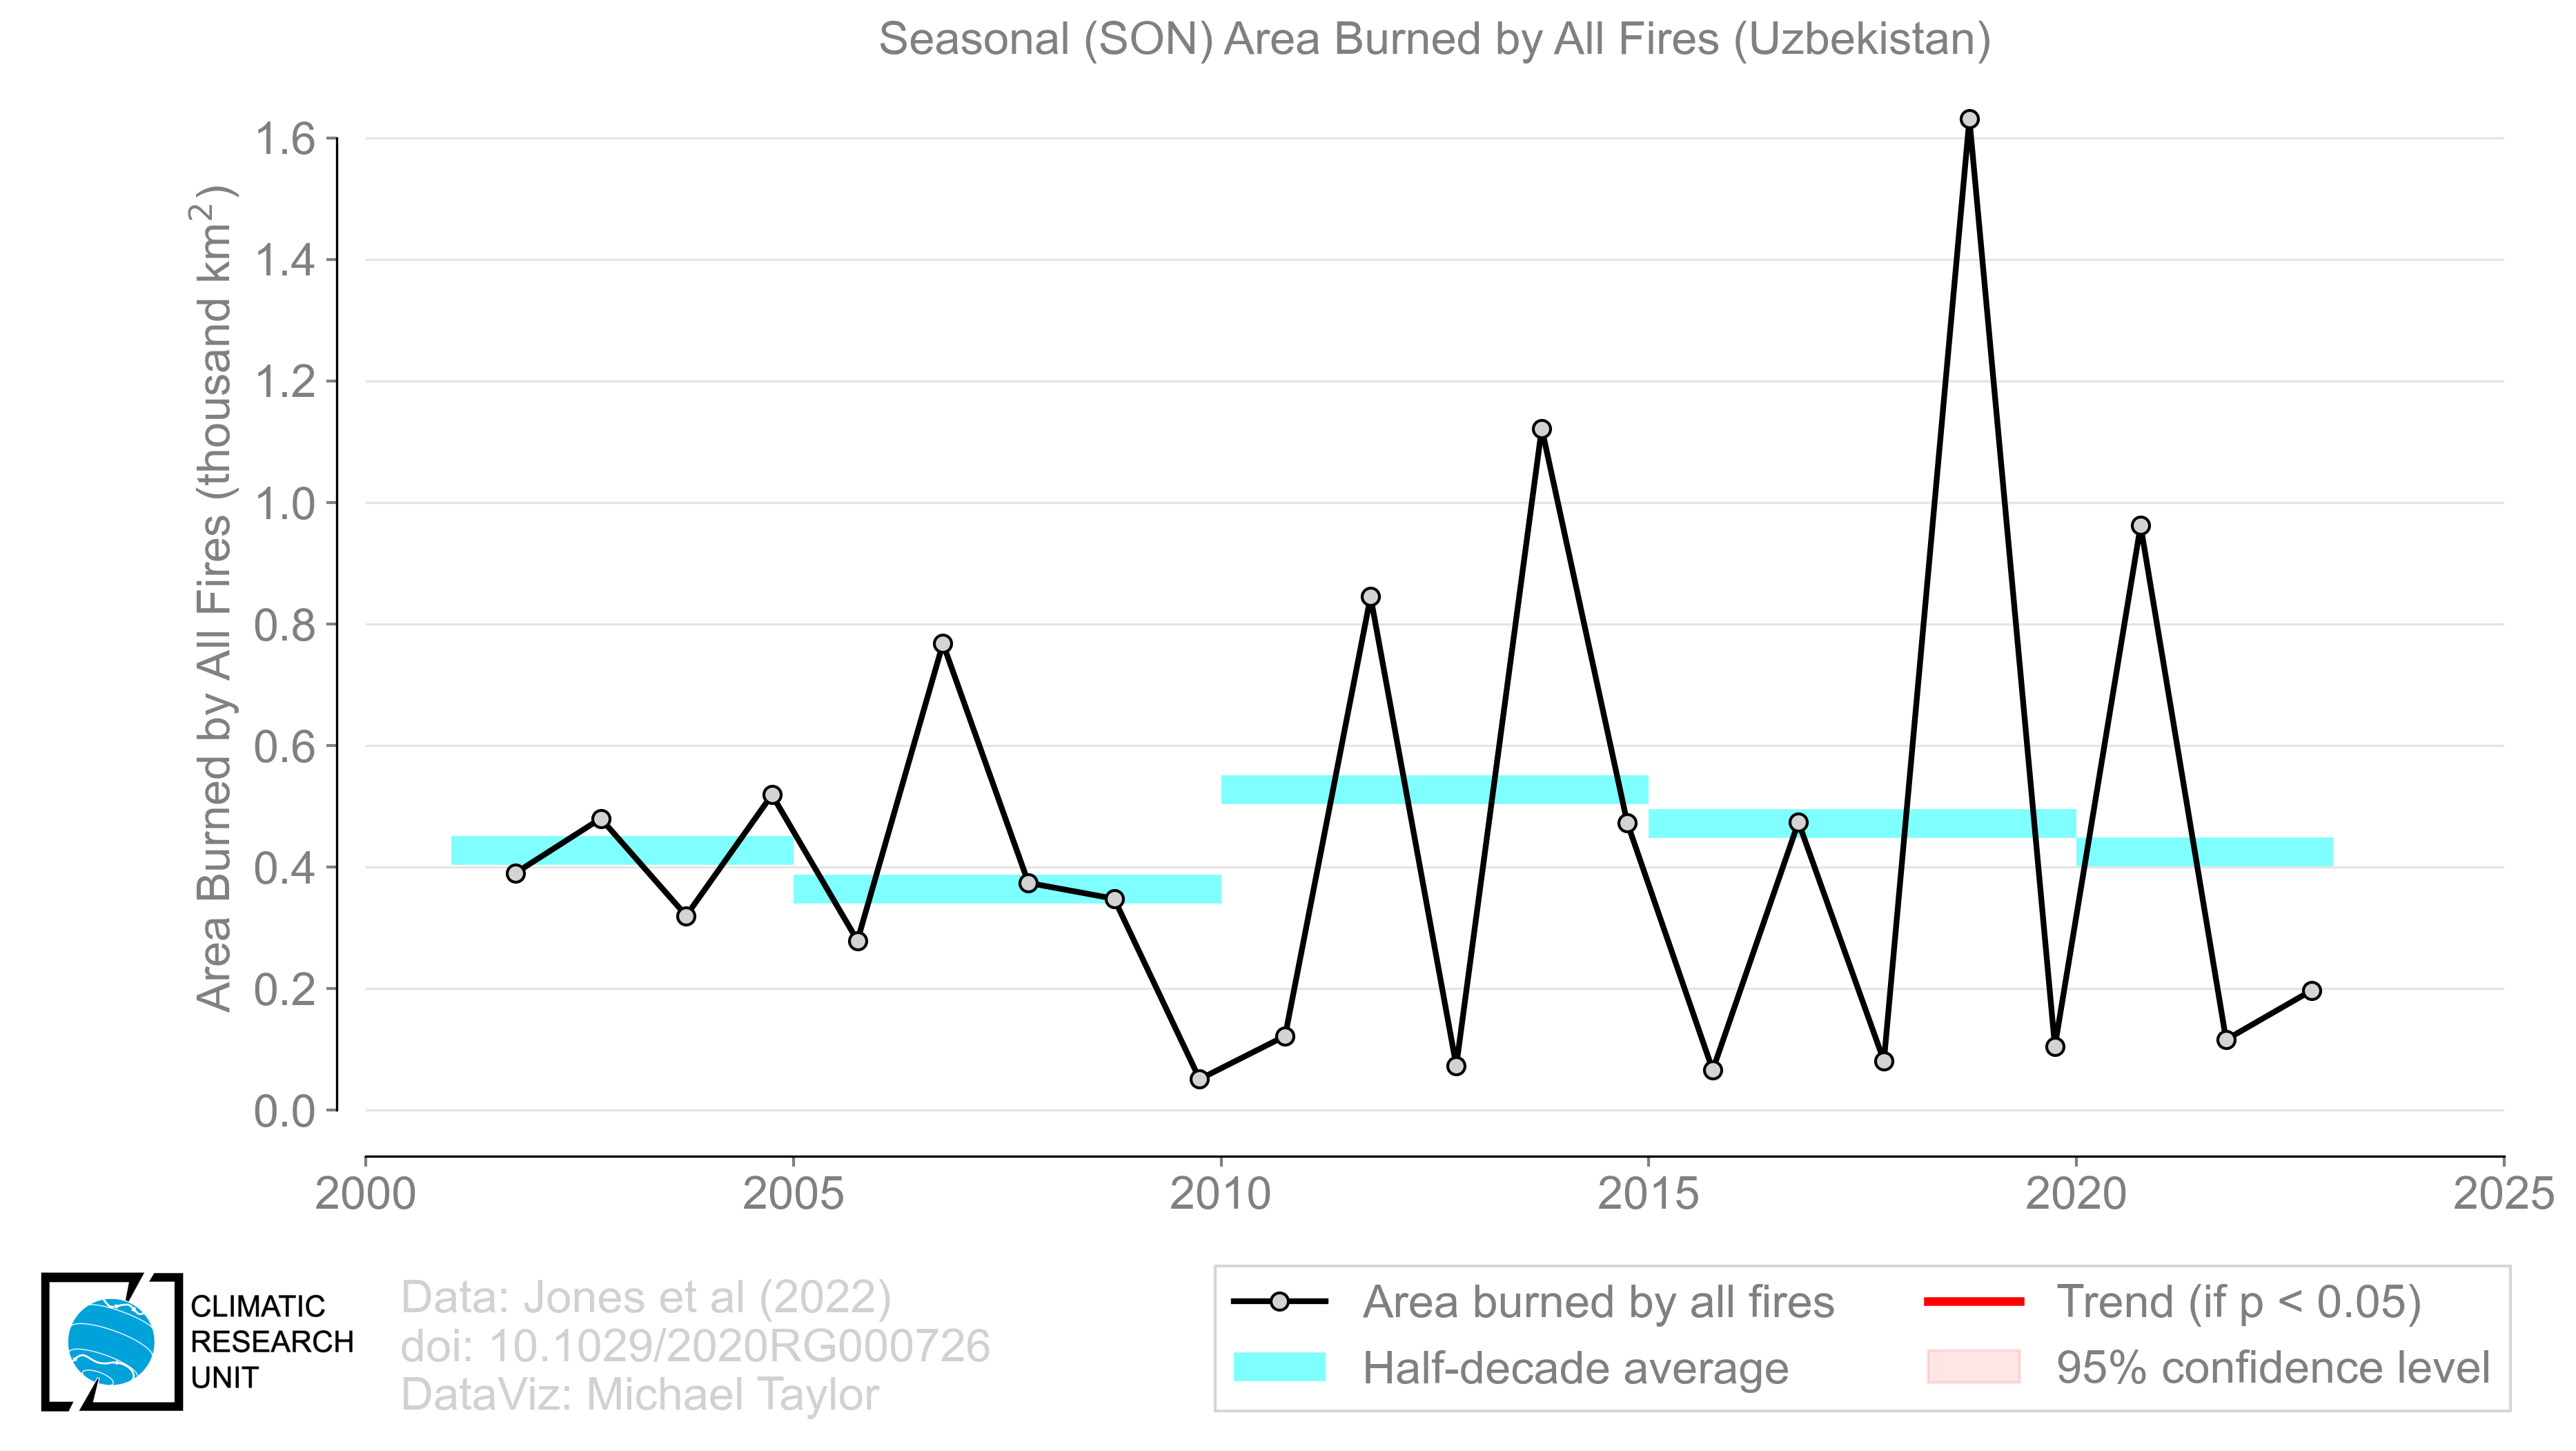 Seasonal (SON) Area Burned by All Fires (Uzbekistan)
Area Burned by All Fires (thousand km²)
1.6
1.4
1.2
1.0
0.8
0.6
0.4
0.2
0.0
2000 2005 2010 2015 2020 2025
CLIMATIC
RESEARCH
UNIT
Data: Jones et al (2022)
doi: 10.1029/2020RG000726
DataViz: Michael Taylor
Area burned by all fires
Half-decade average
Trend (if p < 0.05)
95% confidence level